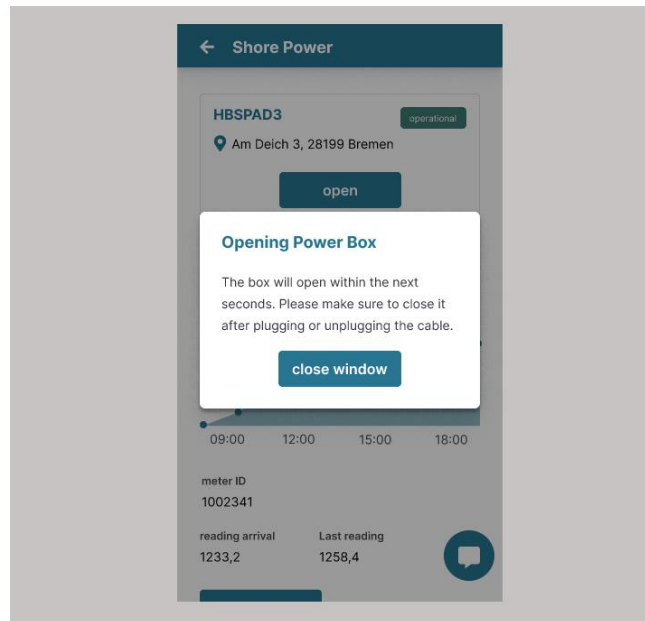 Shore Power
HBSPAD3
operational
Am Deich 3, 28199 Bremen
open
Opening Power Box
The box will open within the next
seconds. Please make sure to close it
after plugging or unplugging the cable.
close window
09:00 12:00 15:00 18:00
meter ID
1002341
reading arrival Last reading
1233,2 1258,4